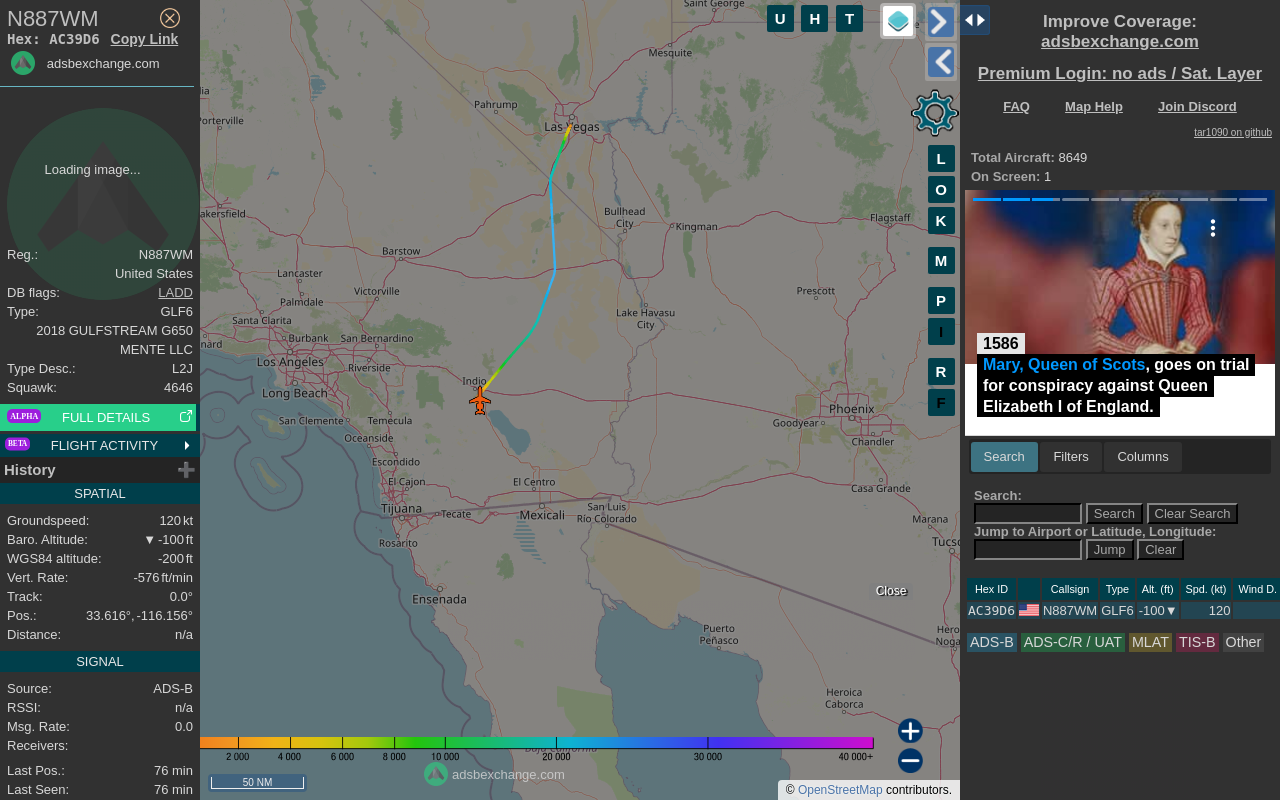 N887WM
Hex: AC39D6 Copy Link
adsbexchange.com
Loading image...
Reg.: N887WM
United States
DB flags: LADD
Type: GLF6
2018 GULFSTREAM G650
MENTE LLC
Type Desc.: L2J
Squawk: 4646
ALPHA FULL DETAILS
BETA FLIGHT ACTIVITY
History
SPATIAL
Groundspeed: 120 kt
Baro. Altitude: ▼ -100 ft
WGS84 altitude: -200 ft
Vert. Rate: -576 ft/min
Track: 0.0°
Pos.: 33.616°, -116.156°
Distance: n/a
SIGNAL
Source: ADS-B
RSSI: n/a
Msg. Rate: 0.0
Receivers:
Last Pos.: 76 min
Last Seen: 76 min
Saint George
Mesquite
Pahrump
Las Vegas
Porterville
akersfield
Bullhead
City
Kingman
Flagstaff
Barstow
Lancaster
Victorville
Palmdale
Prescott
Santa Clarita
Lake Havasu
City
nard
Burbank
San Bernardino
Los Angeles
Riverside
Indio
Long Beach
Phoenix
San Clemente
Temecula
Goodyear
Oceanside
Chandler
Escondido
El Cajon
El Centro
Casa Grande
Tijuana
Tecate
Mexicali
San Luis
Río Colorado
Marana
Rosarito
Tucso
Ensenada
Close
Puerto
Peñasco
Hero
Noga
Heroica
Caborca
Baja California
U H T
L
O
K
M
P
I
R
F
2 000 4 000 6 000 8 000 10 000 20 000 30 000 40 000+
adsbexchange.com
50 NM
© OpenStreetMap contributors.
Improve Coverage:
adsbexchange.com
Premium Login: no ads / Sat. Layer
FAQ Map Help Join Discord
tar1090 on github
Total Aircraft: 8649
On Screen: 1
1586
Mary, Queen of Scots, goes on trial
for conspiracy against Queen
Elizabeth I of England.
Search Filters Columns
Search:
Search Clear Search
Jump to Airport or Latitude, Longitude:
Jump Clear
Hex ID Callsign Type Alt. (ft) Spd. (kt) Wind D.
AC39D6 N887WM GLF6 -100▼ 120
ADS-B ADS-C/R / UAT MLAT TIS-B Other